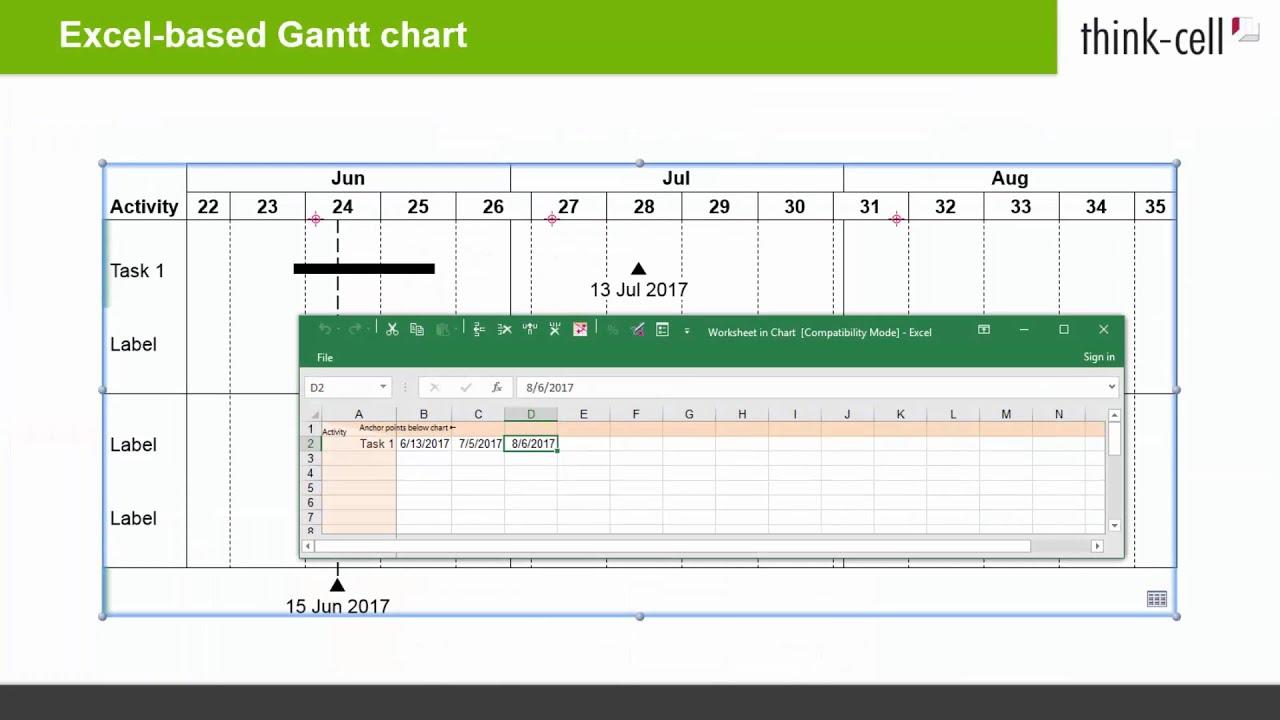 Excel-based Gantt chart
think-cell
Jun Jul Aug
Activity 22 23 24 25 26 27 28 29 30 31 32 33 34 35
Task 1
13 Jul 2017
Label
Worksheet in Chart [Compatibility Mode] - Excel
File Sign in
D2 fx 8/6/2017
A B C D E F G H I J K L M N
1 Activity Anchor points below chart
2 Task 1 6/13/2017 7/5/2017 8/6/2017
3
4
5
6
7
8
Label
Label
15 Jun 2017